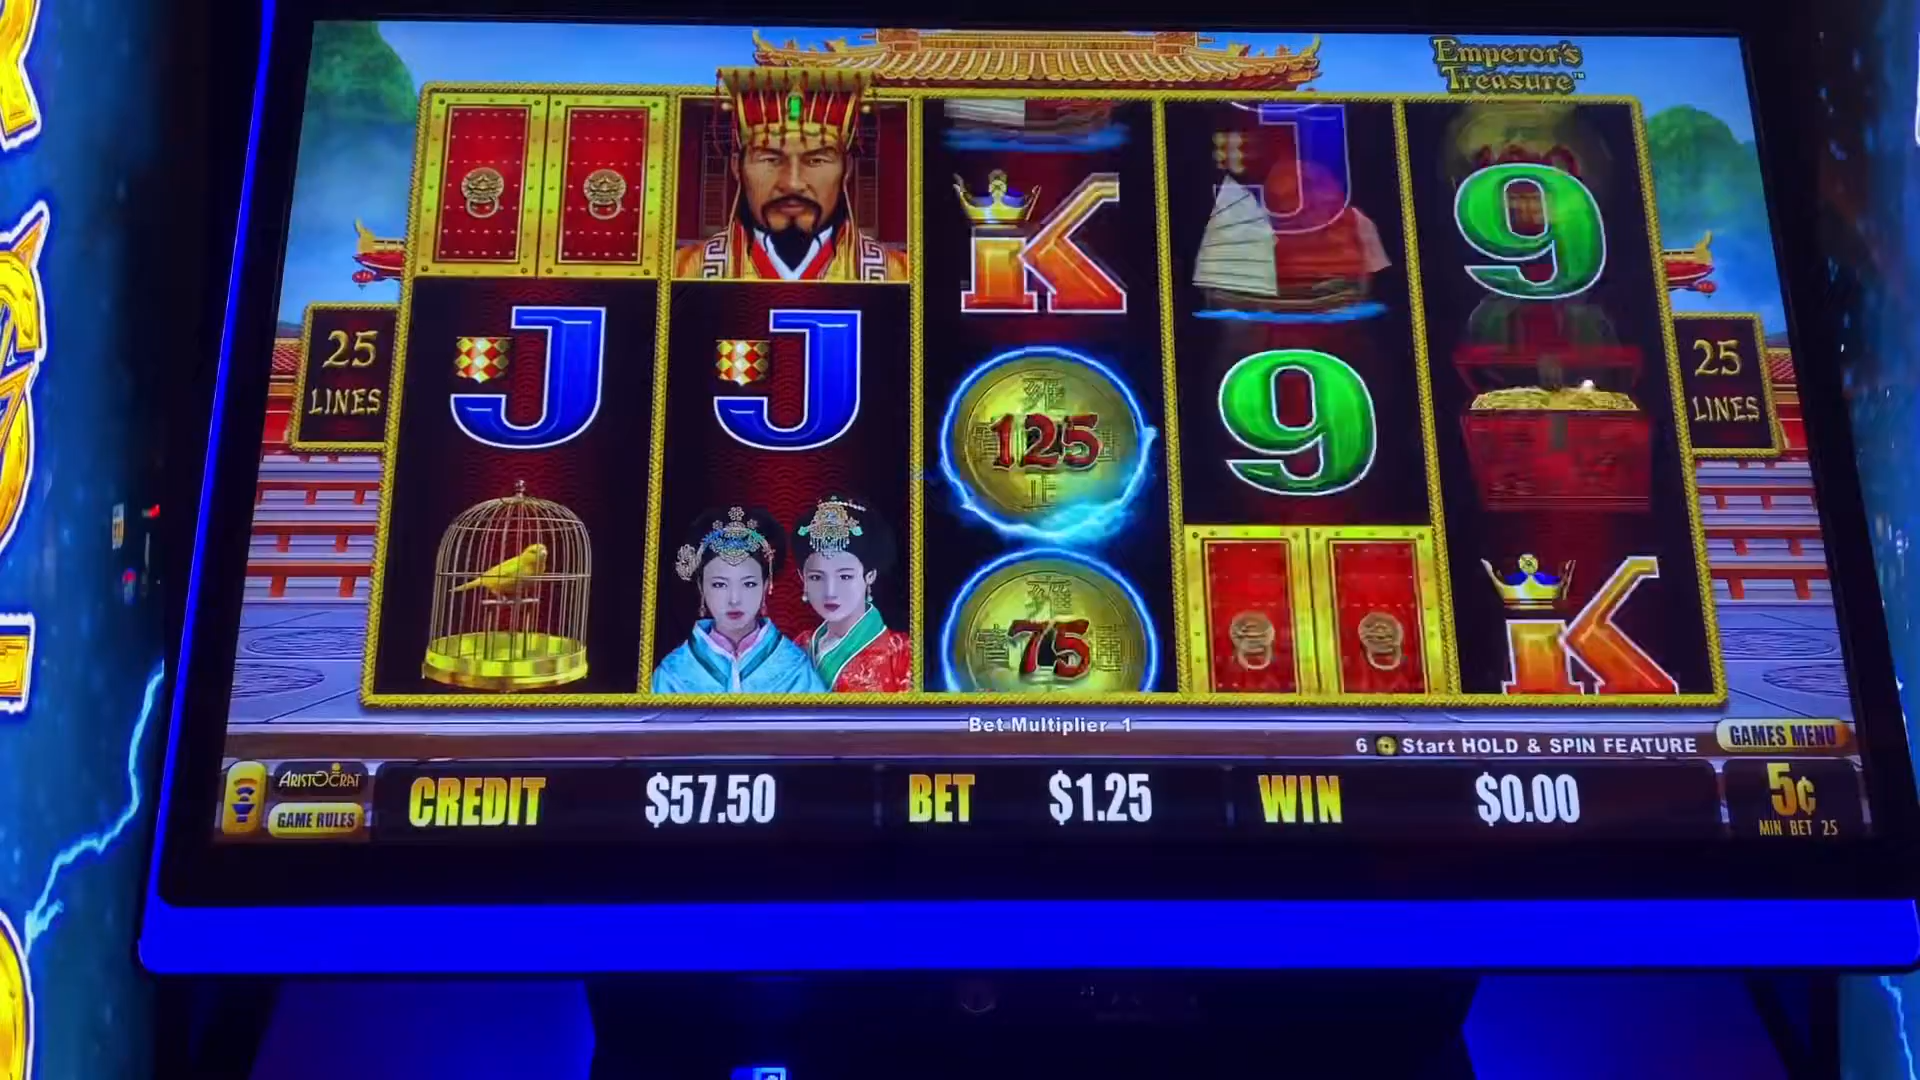 Emperor's
Treasure™
K
J
9
25
LINES
J
J
125
9
25
LINES
75
K
Bet Multiplier 1
6 Start HOLD & SPIN FEATURE
GAMES MENU
ARISTOCRAT
GAME RULES
CREDIT $57.50
BET $1.25
WIN $0.00
5¢
MIN BET 25